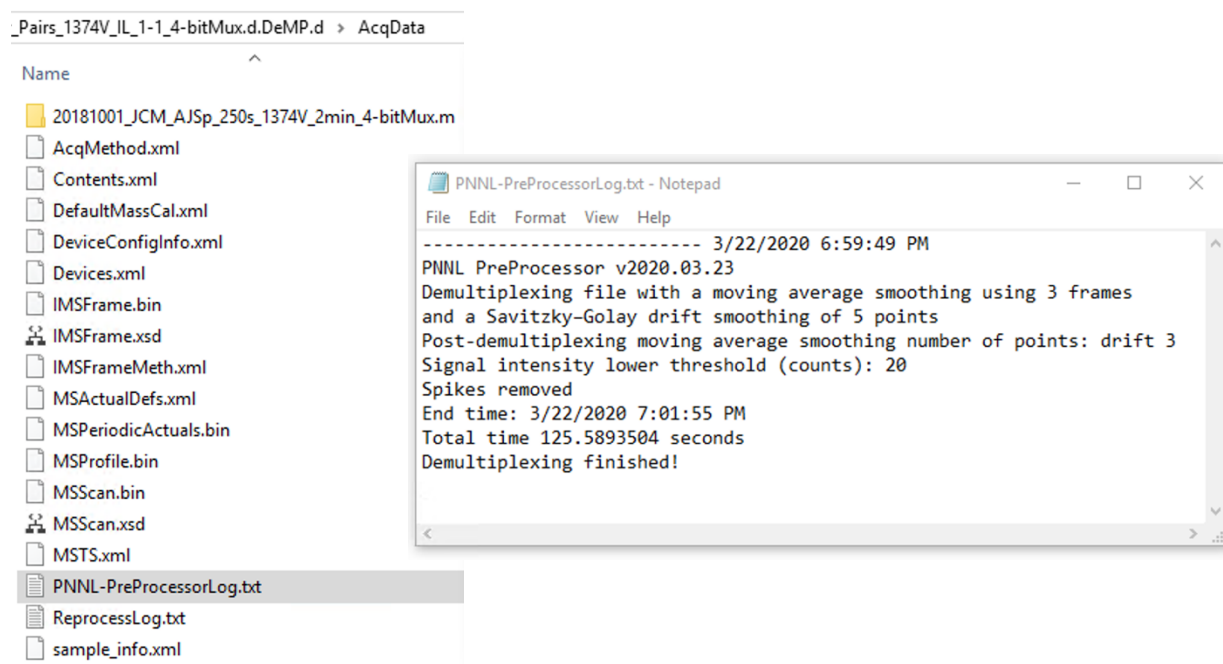 _Pairs_1374V_IL_1-1_4-bitMux.d.DeMP.d > AcqData
Name
20181001_JCM_AJSp_250s_1374V_2min_4-bitMux.m
AcqMethod.xml
Contents.xml
DefaultMassCal.xml
DeviceConfigInfo.xml
Devices.xml
IMSFrame.bin
IMSFrame.xsd
IMSFrameMeth.xml
MSActualDefs.xml
MSPeriodicActuals.bin
MSProfile.bin
MSScan.bin
MSScan.xsd
MSTS.xml
PNNL-PreProcessorLog.txt
ReprocessLog.txt
sample_info.xml
PNNL-PreProcessorLog.txt - Notepad
File Edit Format View Help
-------------------------- 3/22/2020 6:59:49 PM
PNNL PreProcessor v2020.03.23
Demultiplexing file with a moving average smoothing using 3 frames
and a Savitzky–Golay drift smoothing of 5 points
Post-demultiplexing moving average smoothing number of points: drift 3
Signal intensity lower threshold (counts): 20
Spikes removed
End time: 3/22/2020 7:01:55 PM
Total time 125.5893504 seconds
Demultiplexing finished!